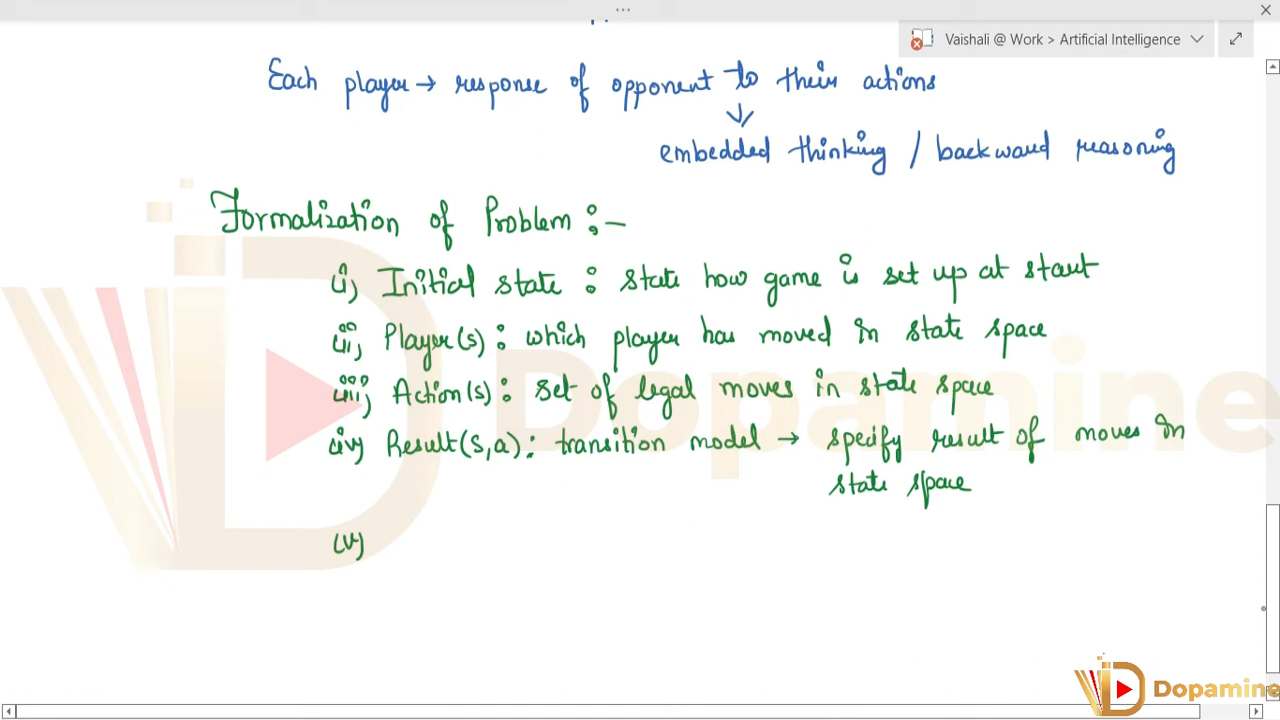 Vaishali @ Work > Artificial Intelligence
Each player → response of opponent to their actions
embedded thinking / backward reasoning
Formalization of Problem :-
(i) Initial state : state how game is set up at start
(ii) Player(s) : which player has moved in state space
(iii) Action(s) : set of legal moves in state space
(iv) Result(s,a) : transition model → specify result of moves in
state space
(v)
Dopamine
Dopamine